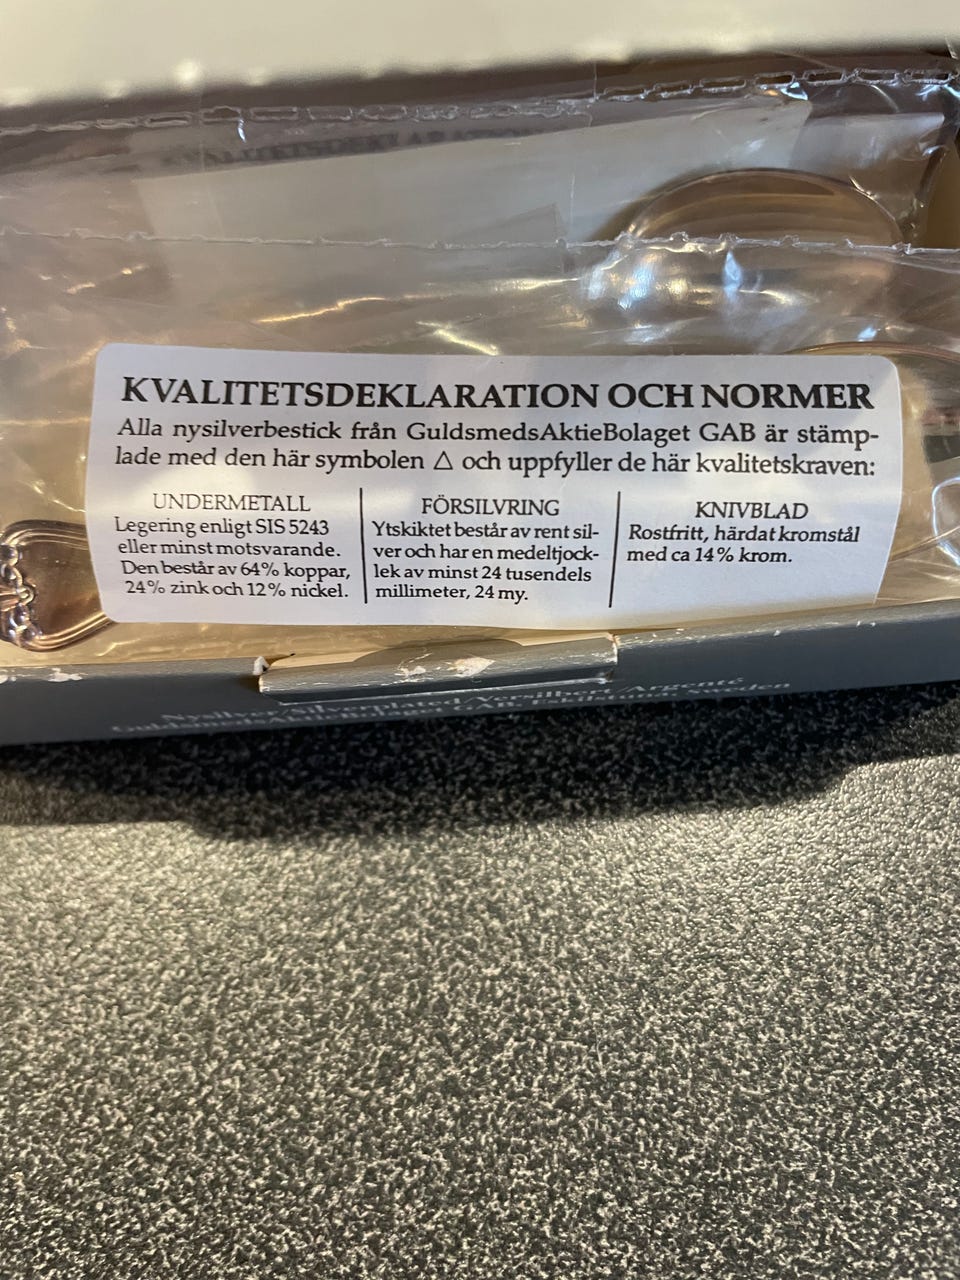 KVALITETSDEKLARATION OCH NORMER
Alla nysilverbestick från GuldsmedsAktieBolaget GAB är stämp-
lade med den här symbolen △ och uppfyller de här kvalitetskraven:
UNDERMETALL
Legering enligt SIS 5243
eller minst motsvarande.
Den består av 64% koppar,
24% zink och 12% nickel.
FÖRSILVRING
Ytskiktet består av rent sil-
ver och har en medeltjock-
lek av minst 24 tusendels
millimeter, 24 my.
KNIVBLAD
Rostfritt, härdat kromstål
med ca 14% krom.